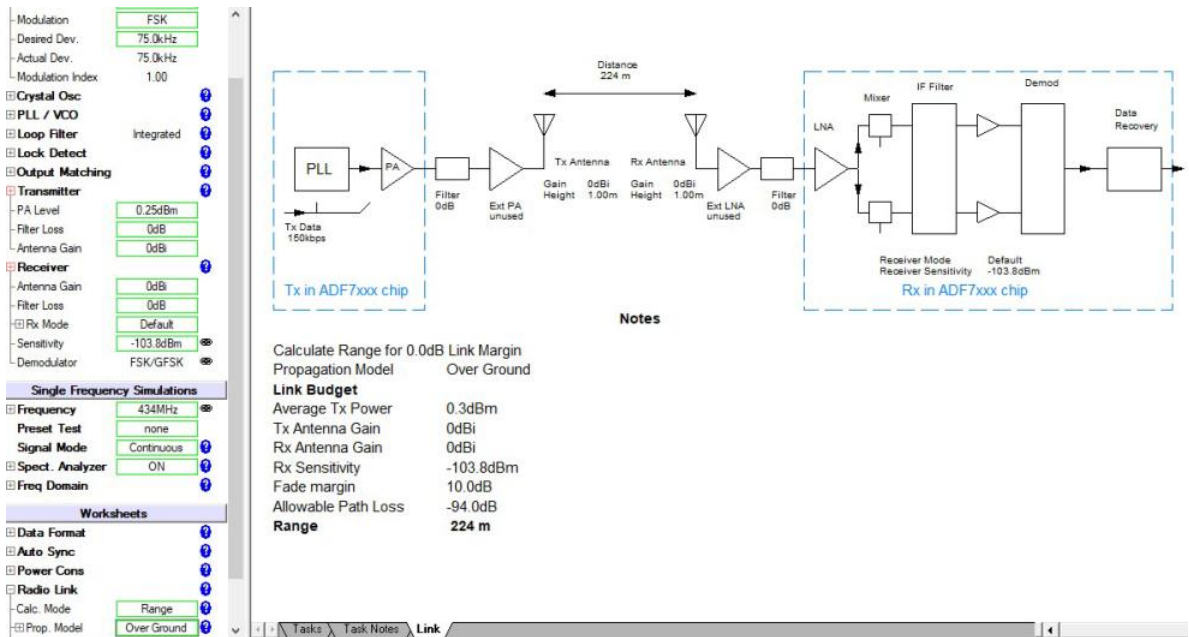 Modulation FSK
Desired Dev. 75.0kHz
Actual Dev. 75.0kHz
Modulation Index 1.00
Crystal Osc
PLL / VCO
Loop Filter Integrated
Lock Detect
Output Matching
Transmitter
PA Level 0.25dBm
Filter Loss 0dB
Antenna Gain 0dBi
Receiver
Antenna Gain 0dBi
Filter Loss 0dB
Rx Mode Default
Sensitivity -103.8dBm
Demodulator FSK/GFSK
Single Frequency Simulations
Frequency 434MHz
Preset Test none
Signal Mode Continuous
Spect. Analyzer ON
Freq Domain
Worksheets
Data Format
Auto Sync
Power Cons
Radio Link
Calc. Mode Range
Prop. Model Over Ground
Distance
224 m
PLL
PA
Tx Data
150kbps
Filter
0dB
Ext PA
unused
Tx Antenna
Gain 0dBi
Height 1.00m
Rx Antenna
Gain 0dBi
Height 1.00m
Ext LNA
unused
Filter
0dB
LNA
Mixer
IF Filter
Demod
Data
Recovery
Receiver Mode Default
Receiver Sensitivity -103.8dBm
Tx in ADF7xxx chip
Rx in ADF7xxx chip
Notes
Calculate Range for 0.0dB Link Margin
Propagation Model Over Ground
Link Budget
Average Tx Power 0.3dBm
Tx Antenna Gain 0dBi
Rx Antenna Gain 0dBi
Rx Sensitivity -103.8dBm
Fade margin 10.0dB
Allowable Path Loss -94.0dB
Range 224 m
Tasks Task Notes Link